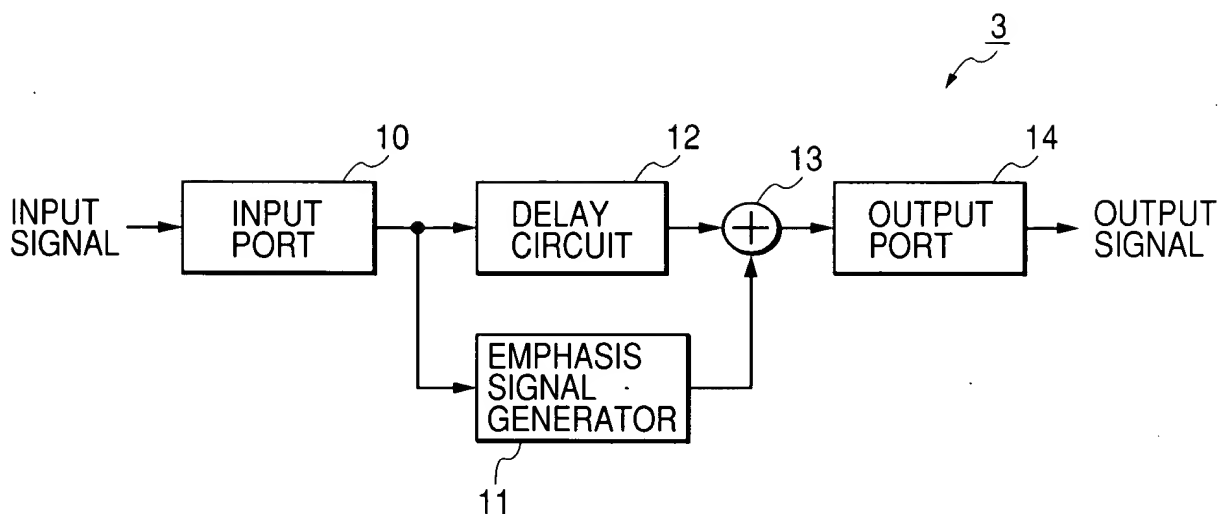 3
10
12
13
14
INPUT
SIGNAL
INPUT
PORT
DELAY
CIRCUIT
+
OUTPUT
PORT
OUTPUT
SIGNAL
EMPHASIS
SIGNAL
GENERATOR
11